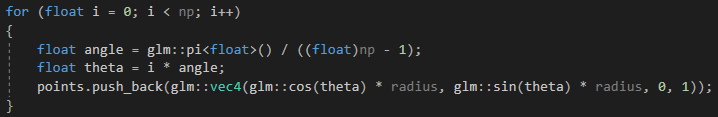 for (float i = 0; i < np; i++)
{
float angle = glm::pi<float>() / ((float)np - 1);
float theta = i * angle;
points.push_back(glm::vec4(glm::cos(theta) * radius, glm::sin(theta) * radius, 0, 1));
}